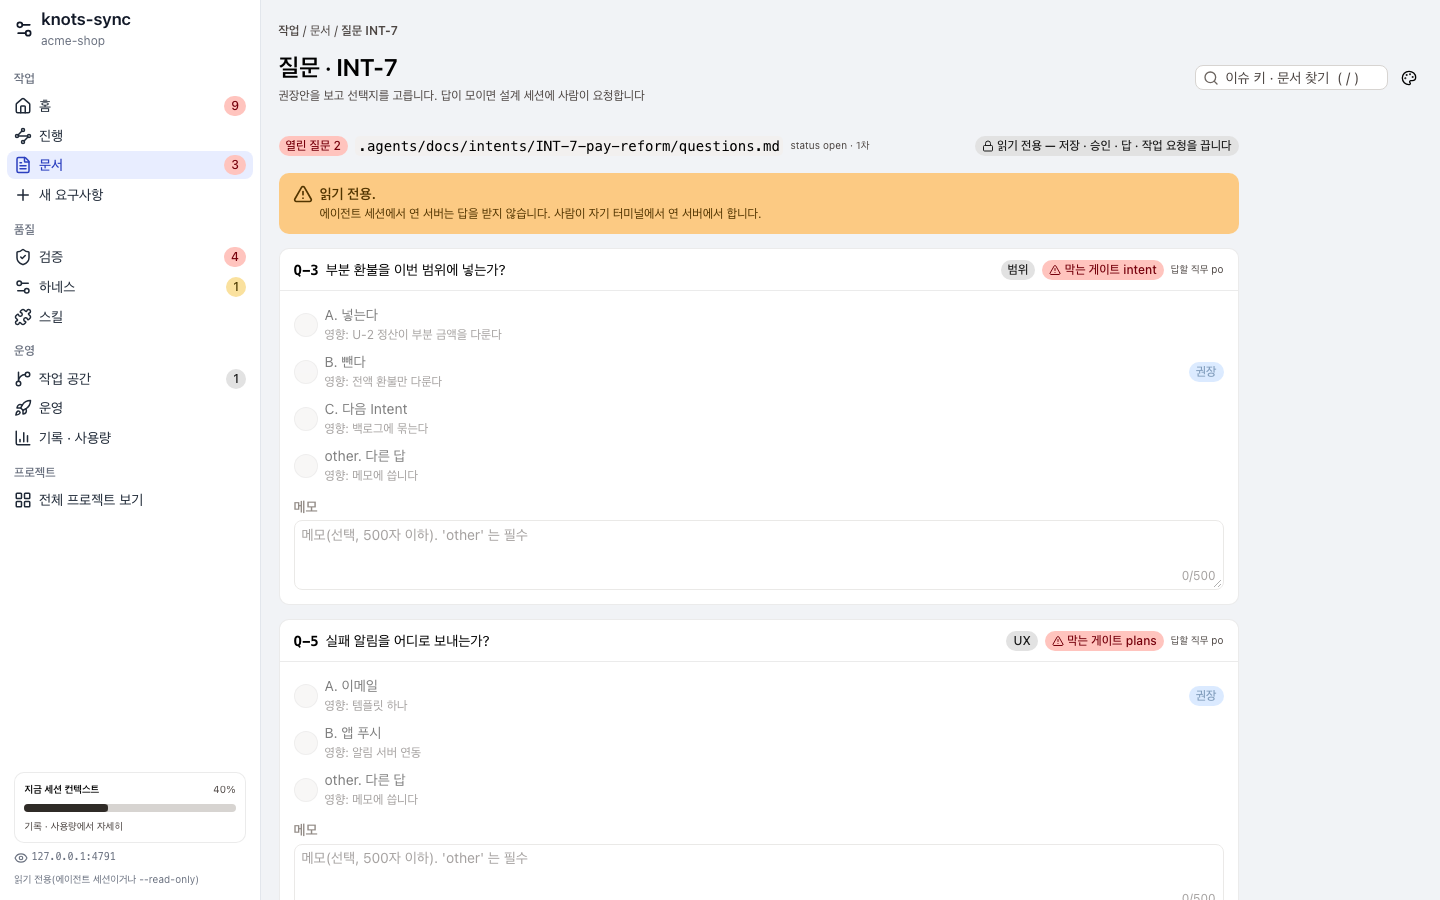 knots-sync
acme-shop
작업
홈 9
진행
문서 3
새 요구사항
품질
검증 4
하네스 1
스킬
운영
작업 공간 1
운영
기록 · 사용량
프로젝트
전체 프로젝트 보기
지금 세션 컨텍스트 40%
기록 · 사용량에서 자세히
127.0.0.1:4791
읽기 전용(에이전트 세션이거나 --read-only)
작업 / 문서 / 질문 INT-7
질문 · INT-7
권장안을 보고 선택지를 고릅니다. 답이 모이면 설계 세션에 사람이 요청합니다
이슈 키 · 문서 찾기 ( / )
열린 질문 2 .agents/docs/intents/INT-7-pay-reform/questions.md status open · 1차
읽기 전용 — 저장 · 승인 · 답 · 작업 요청을 끕니다
읽기 전용.
에이전트 세션에서 연 서버는 답을 받지 않습니다. 사람이 자기 터미널에서 연 서버에서 합니다.
Q-3 부분 환불을 이번 범위에 넣는가? 범위 막는 게이트 intent 답할 직무 po
A. 넣는다
영향: U-2 정산이 부분 금액을 다룬다
B. 뺀다 권장
영향: 전액 환불만 다룬다
C. 다음 Intent
영향: 백로그에 묶는다
other. 다른 답
영향: 메모에 씁니다
메모
메모(선택, 500자 이하). 'other' 는 필수
0/500
Q-5 실패 알림을 어디로 보내는가? UX 막는 게이트 plans 답할 직무 po
A. 이메일 권장
영향: 템플릿 하나
B. 앱 푸시
영향: 알림 서버 연동
other. 다른 답
영향: 메모에 씁니다
메모
메모(선택, 500자 이하). 'other' 는 필수
0/500